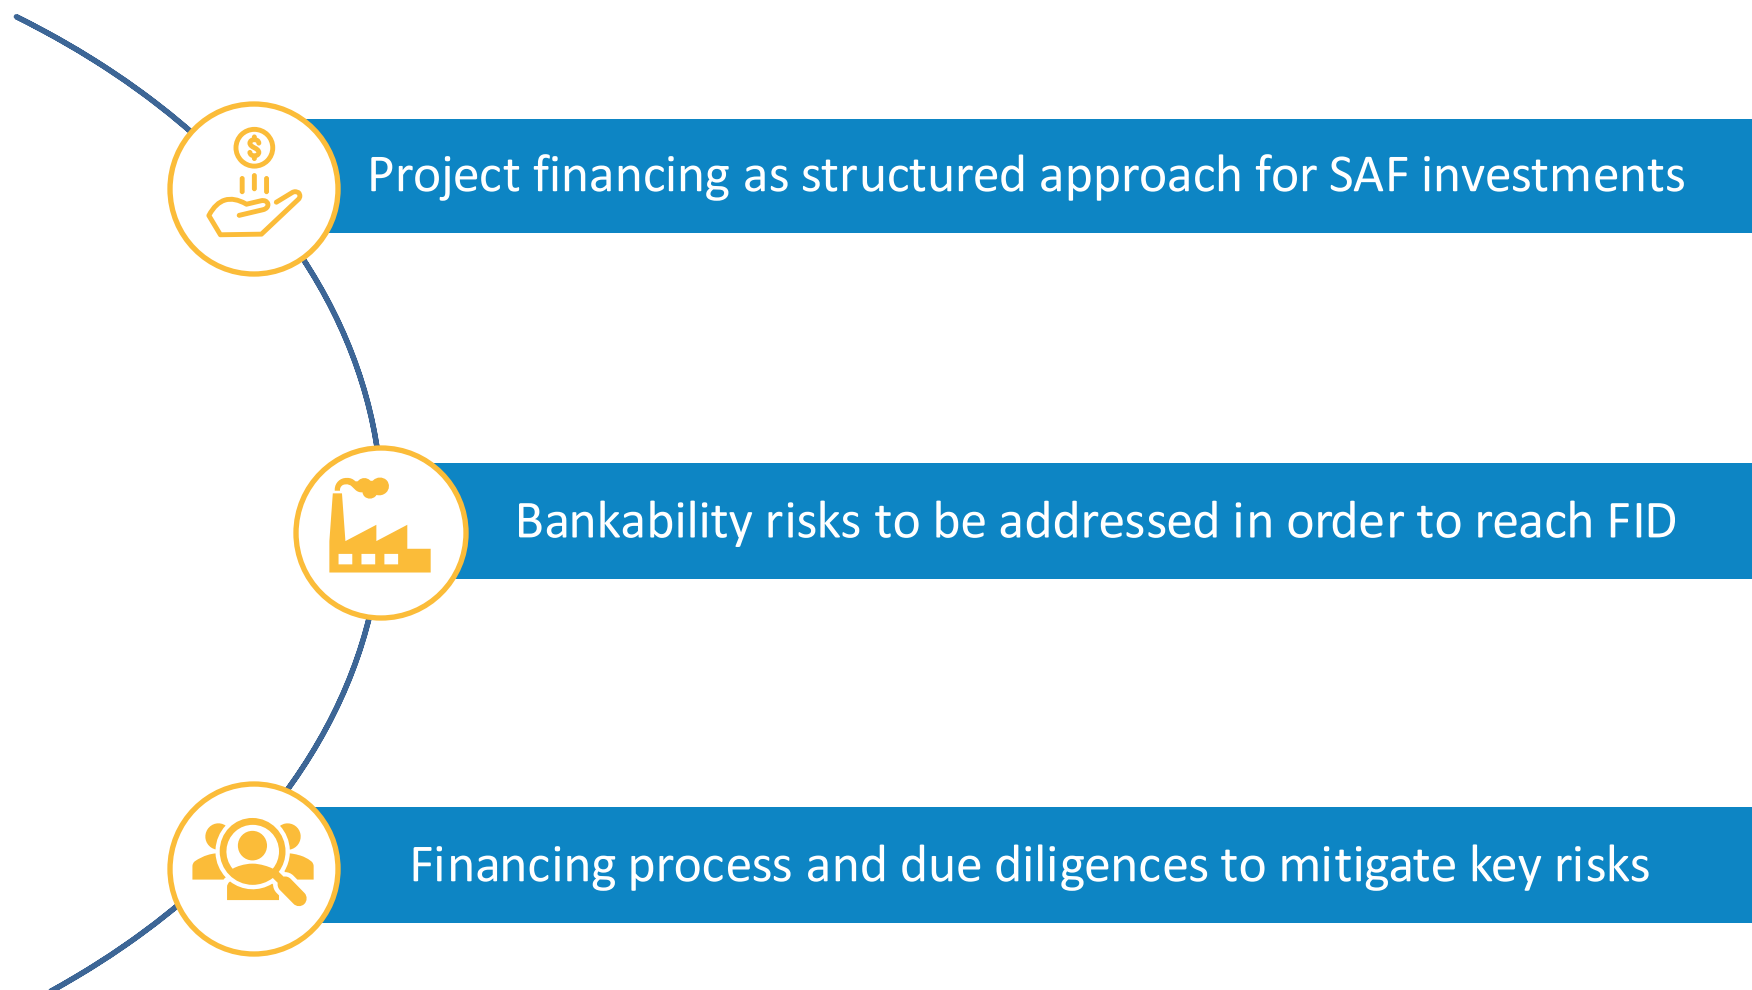 $
Project financing as structured approach for SAF investments
Bankability risks to be addressed in order to reach FID
Financing process and due diligences to mitigate key risks